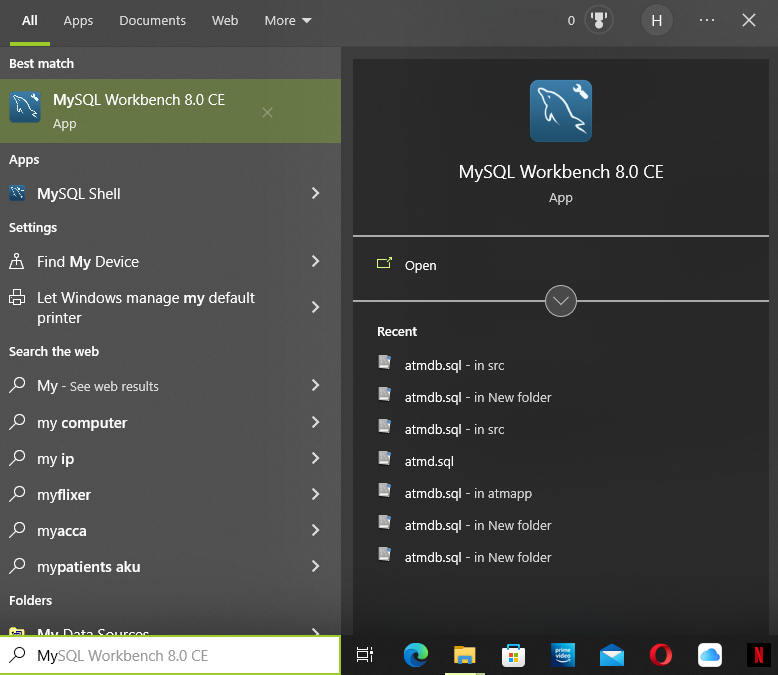 All Apps Documents Web More 0 H
Best match
MySQL Workbench 8.0 CE
App
Apps
MySQL Shell
Settings
Find My Device
Let Windows manage my default
printer
Search the web
My - See web results
my computer
my ip
myflixer
myacca
mypatients aku
Folders
My Data Sources
MySQL Workbench 8.0 CE
MySQL Workbench 8.0 CE
App
Open
Recent
atmdb.sql - in src
atmdb.sql - in New folder
atmdb.sql - in src
atmd.sql
atmdb.sql - in atmapp
atmdb.sql - in New folder
atmdb.sql - in New folder
prime
video
N